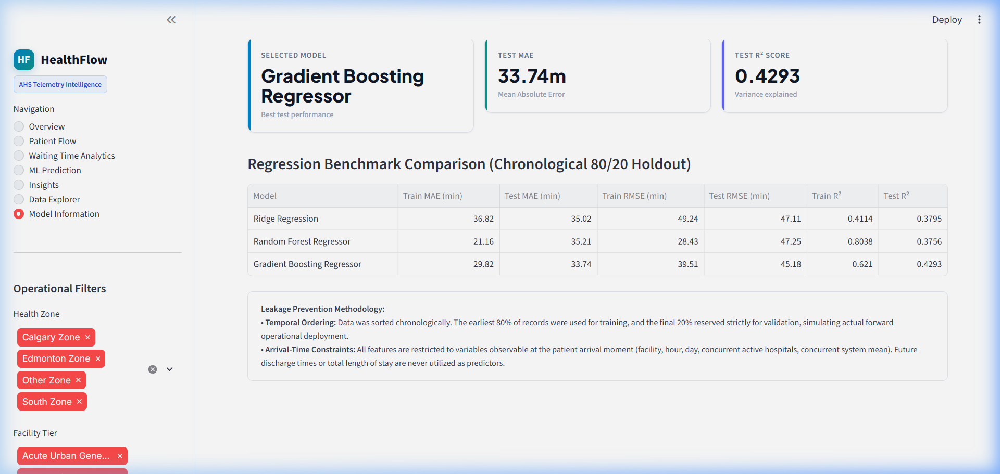 Deploy
HF HealthFlow
AHS Telemetry Intelligence
Navigation
Overview
Patient Flow
Waiting Time Analytics
ML Prediction
Insights
Data Explorer
Model Information
Operational Filters
Health Zone
Calgary Zone ×
Edmonton Zone ×
Other Zone ×
South Zone ×
Facility Tier
Acute Urban Gene... ×
SELECTED MODEL
Gradient Boosting
Regressor
Best test performance
TEST MAE
33.74m
Mean Absolute Error
TEST R² SCORE
0.4293
Variance explained
Regression Benchmark Comparison (Chronological 80/20 Holdout)
Model Train MAE (min) Test MAE (min) Train RMSE (min) Test RMSE (min) Train R² Test R²
Ridge Regression 36.82 35.02 49.24 47.11 0.4114 0.3795
Random Forest Regressor 21.16 35.21 28.43 47.25 0.8038 0.3756
Gradient Boosting Regressor 29.82 33.74 39.51 45.18 0.621 0.4293
Leakage Prevention Methodology:
• Temporal Ordering: Data was sorted chronologically. The earliest 80% of records were used for training, and the final 20% reserved strictly for validation, simulating actual forward
operational deployment.
• Arrival-Time Constraints: All features are restricted to variables observable at the patient arrival moment (facility, hour, day, concurrent active hospitals, concurrent system mean). Future
discharge times or total length of stay are never utilized as predictors.